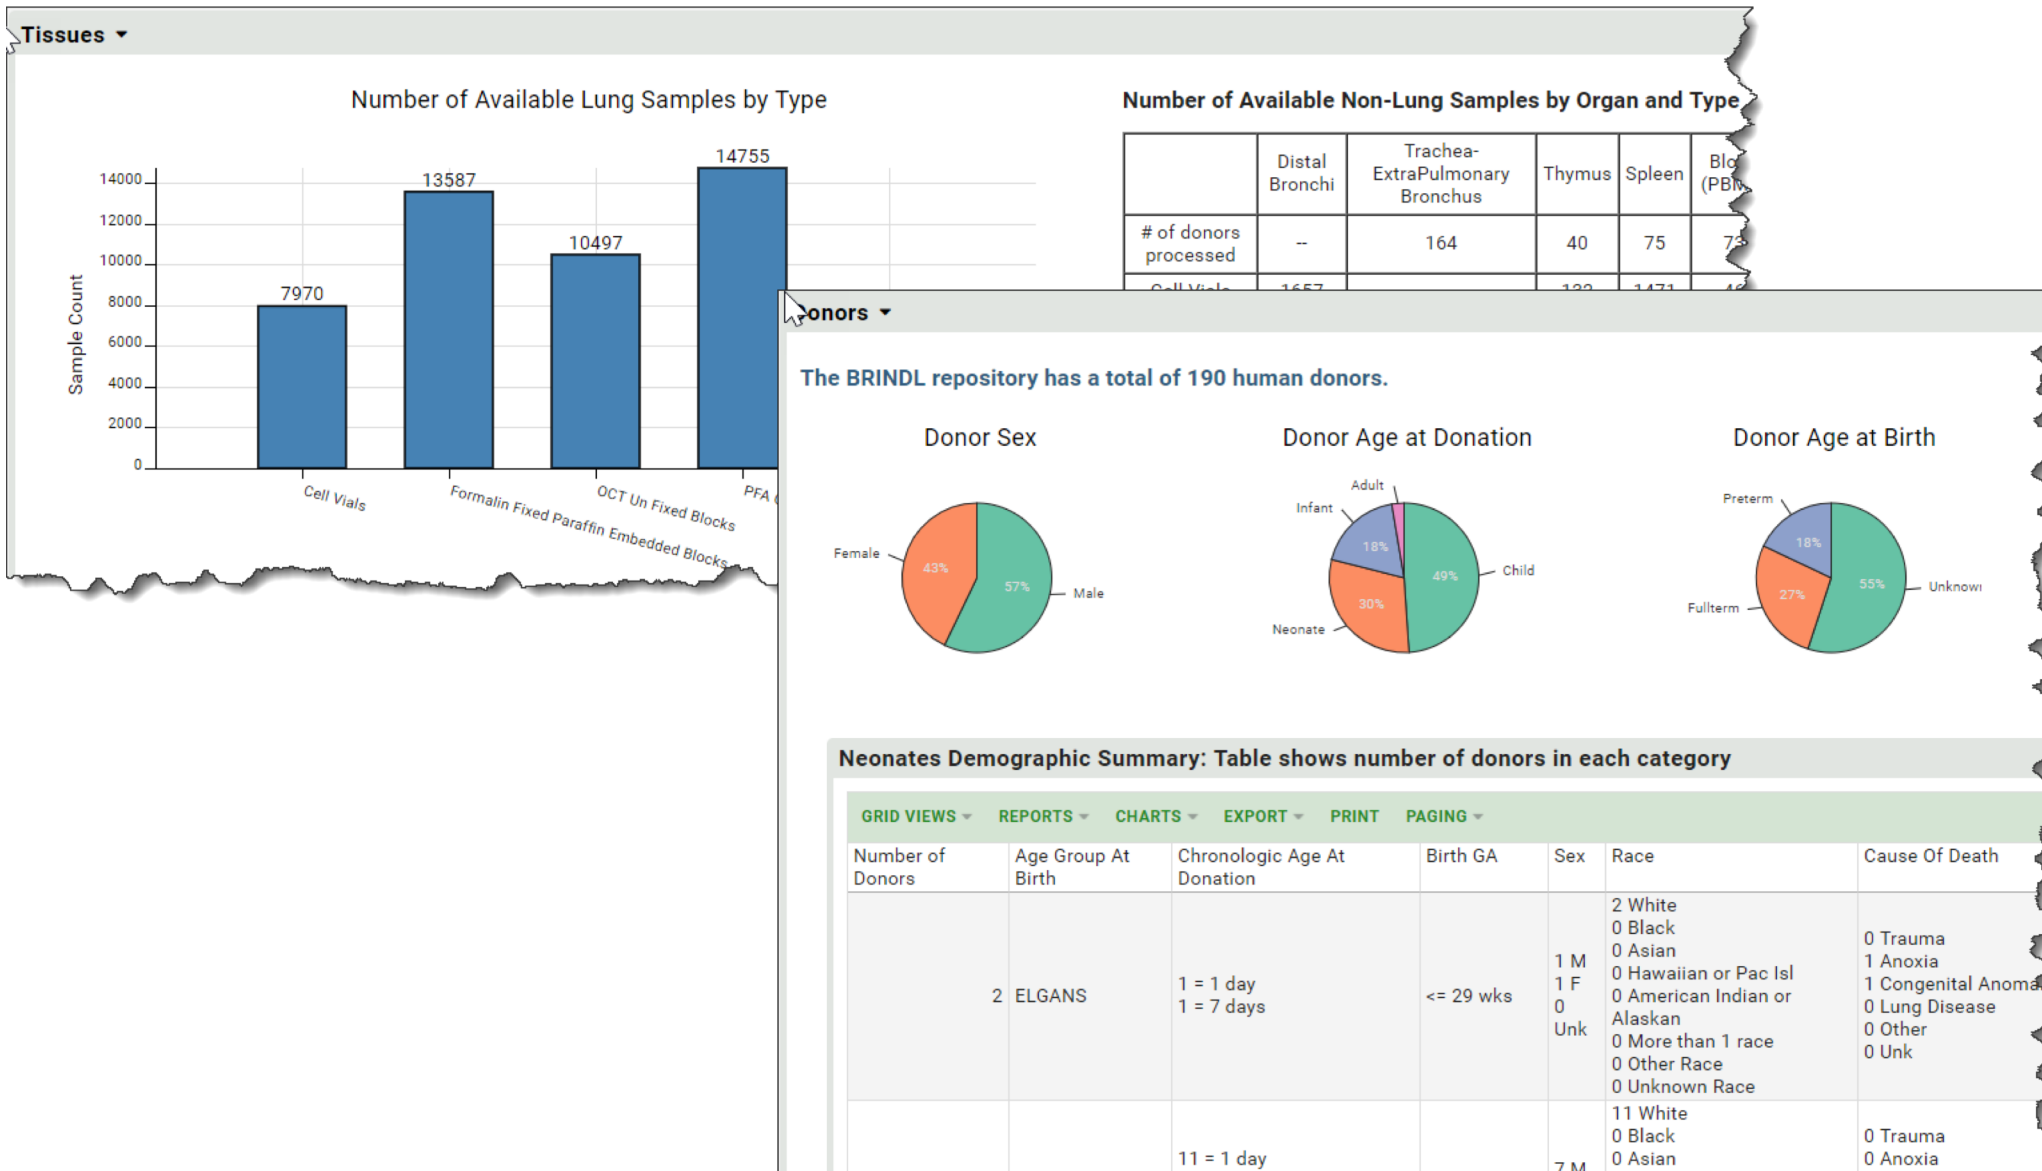 Tissues
Number of Available Lung Samples by Type
14000
12000
10000
8000
6000
4000
2000
0
Sample Count
7970
13587
10497
14755
Cell Vials
Formalin Fixed Paraffin Embedded Blocks
OCT Un Fixed Blocks
PFA
Number of Available Non-Lung Samples by Organ and Type
Distal
Bronchi
Trachea-
ExtraPulmonary
Bronchus
Thymus
Spleen
# of donors
processed
--
164
40
75
73
Cell Vials
1657
132
1471
The BRINDL repository has a total of 190 human donors.
Donor Sex
Female
43%
57%
Male
Donor Age at Donation
Adult
Infant
18%
49%
Child
30%
Neonate
Donor Age at Birth
Preterm
18%
55%
27%
Fullterm
Neonates Demographic Summary: Table shows number of donors in each category
GRID VIEWS REPORTS CHARTS EXPORT PRINT PAGING
Number of
Donors
Age Group At
Birth
Chronologic Age At
Donation
Birth GA
Sex
Race
Cause Of Death
2
ELGANS
1 = 1 day
1 = 7 days
<= 29 wks
1 M
1 F
0
Unk
2 White
0 Black
0 Asian
0 Hawaiian or Pac Isl
0 American Indian or
Alaskan
0 More than 1 race
0 Other Race
0 Unknown Race
0 Trauma
1 Anoxia
1 Congenital
0 Lung Disease
0 Other
0 Unk
11 = 1 day
7 M
11 White
0 Black
0 Asian
0 Trauma
0 Anoxia